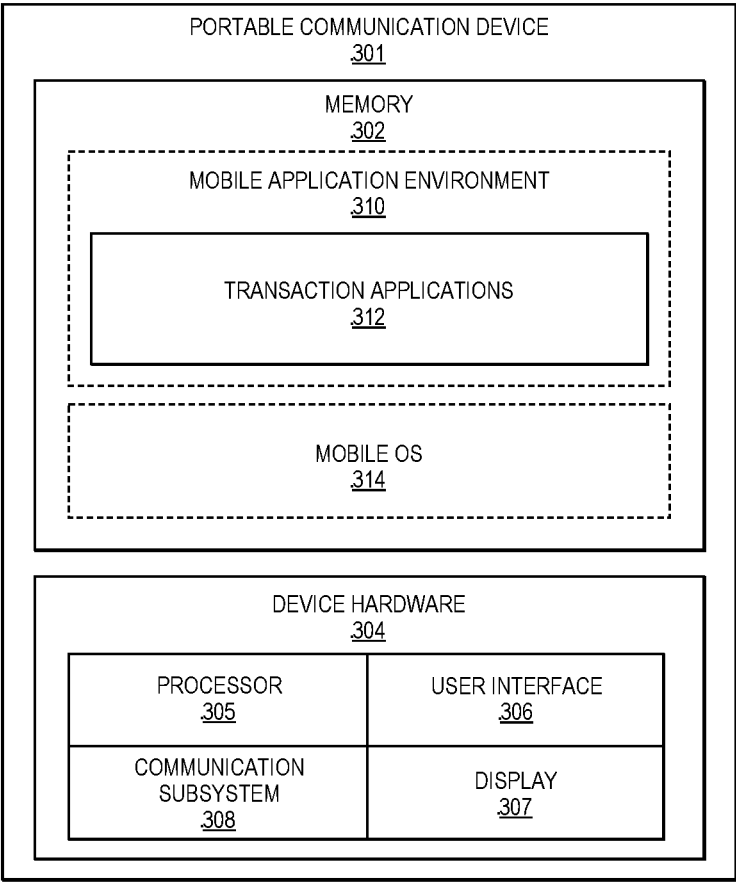 PORTABLE COMMUNICATION DEVICE
301
MEMORY
302
MOBILE APPLICATION ENVIRONMENT
310
TRANSACTION APPLICATIONS
312
MOBILE OS
314
DEVICE HARDWARE
304
PROCESSOR
305
USER INTERFACE
306
COMMUNICATION
SUBSYSTEM
308
DISPLAY
307